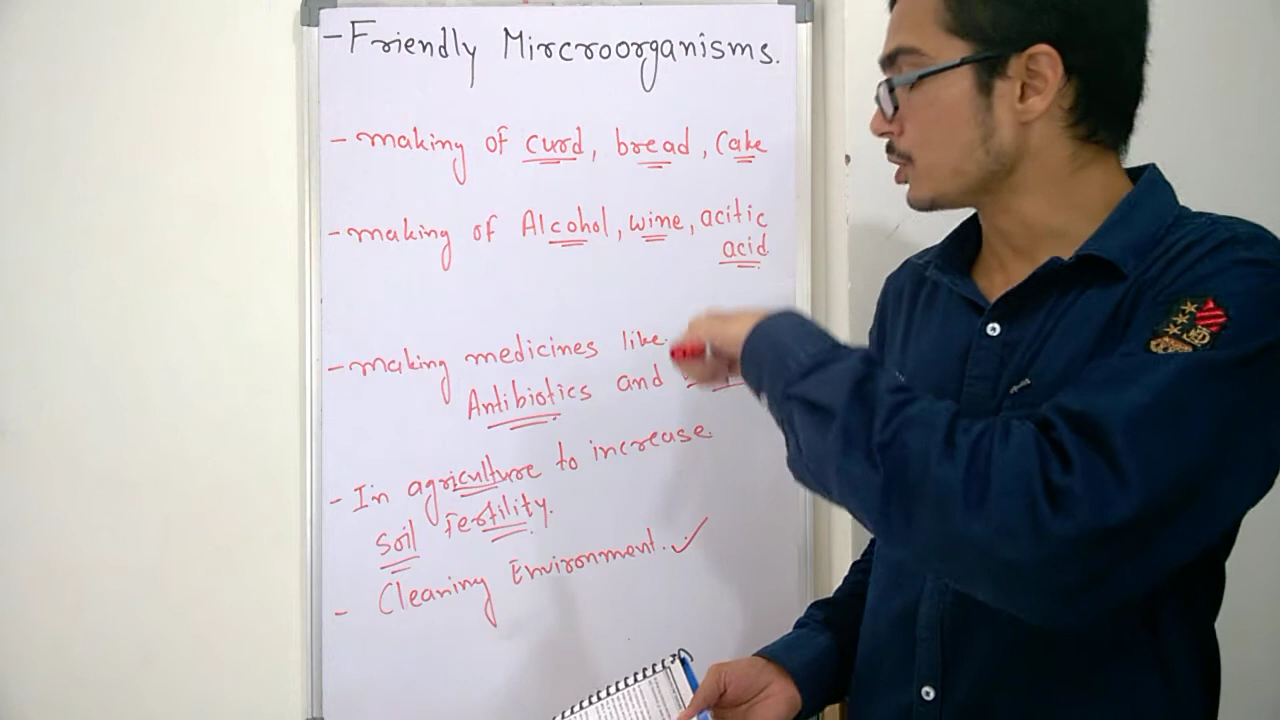 - Friendly Mircroorganisms.
- making of curd, bread, Cake
- making of Alcohol, wine, acitic
acid
- making medicines like
Antibiotics and
- In agriculture to increase
soil fertility.
- Cleaning Environment. ✓